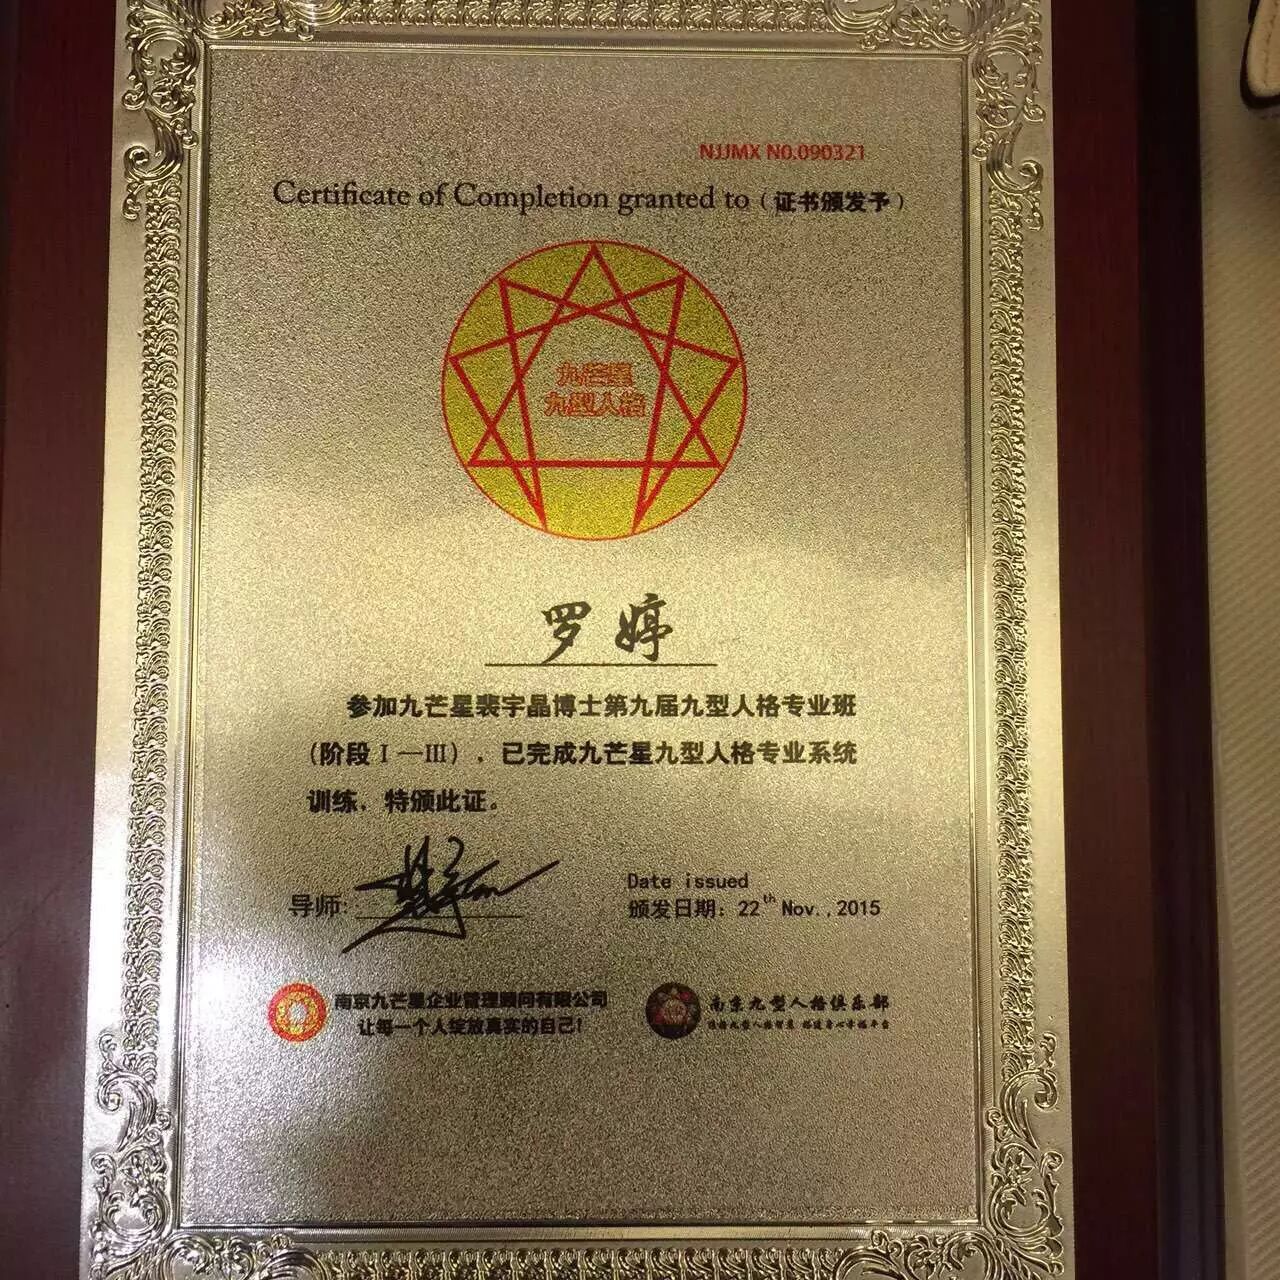 NJJMX N0.090321
Certificate of Completion granted to (证书颁发予)
九芒星
九型人格
罗婷
参加九芒星裴宇晶博士第九届九型人格专业班
(阶段 I —III)，已完成九芒星九型人格专业系统
训练，特颁此证。
导师:
Date issued
颁发日期: 22th Nov.,2015
南京九芒星企业管理顾问有限公司
让每一个人绽放真实的自己!
南京九型人格俱乐部